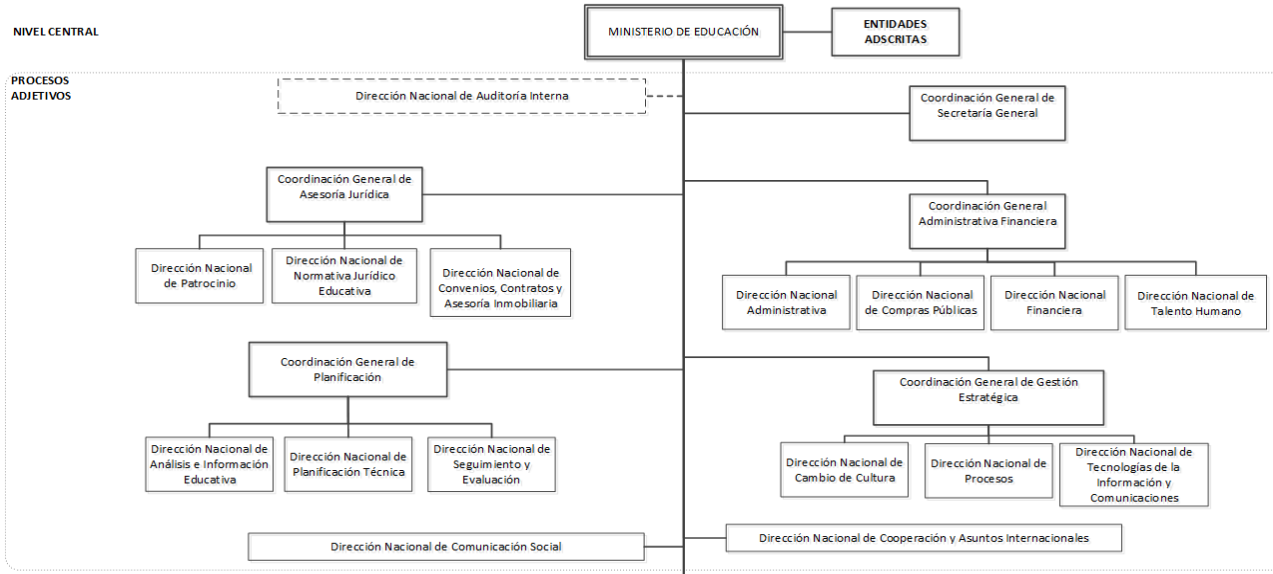 NIVEL CENTRAL
MINISTERIO DE EDUCACIÓN
ENTIDADES
ADSCRITAS
PROCESOS
ADJETIVOS
Dirección Nacional de Auditoría Interna
Coordinación General de
Secretaría General
Coordinación General de
Asesoría Jurídica
Coordinación General
Administrativa Financiera
Dirección Nacional
de Patrocinio
Dirección Nacional de
Normativa Jurídico
Educativa
Dirección Nacional de
Convenios, Contratos y
Asesoría Inmobiliaria
Dirección Nacional
Administrativa
Dirección Nacional
de Compras Públicas
Dirección Nacional
Financiera
Dirección Nacional de
Talento Humano
Coordinación General de
Planificación
Coordinación General de Gestión
Estratégica
Dirección Nacional de
Análisis e Información
Educativa
Dirección Nacional de
Planificación Técnica
Dirección Nacional de
Seguimiento y
Evaluación
Dirección Nacional de
Cambio de Cultura
Dirección Nacional de
Procesos
Dirección Nacional de
Tecnologías de la
Información y
Comunicaciones
Dirección Nacional de Comunicación Social
Dirección Nacional de Cooperación y Asuntos Internacionales